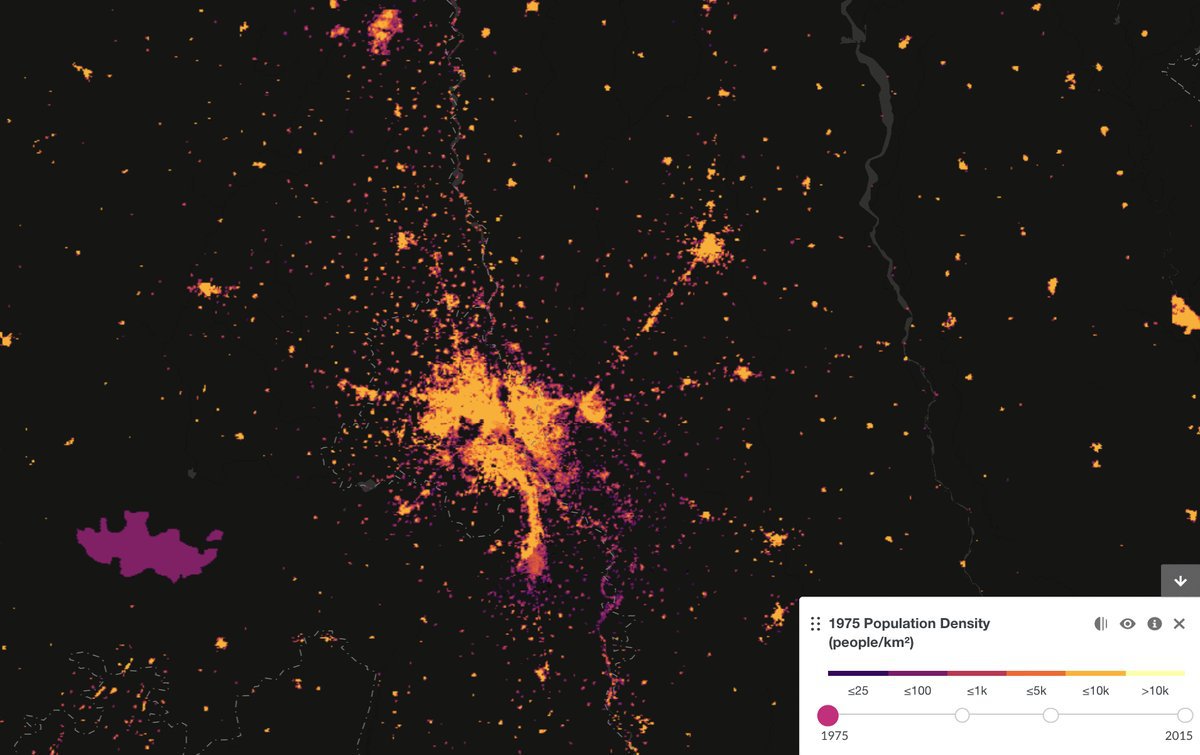 1975 Population Density
(people/km²)
≤25 ≤100 ≤1k ≤5k ≤10k >10k
1975 2015